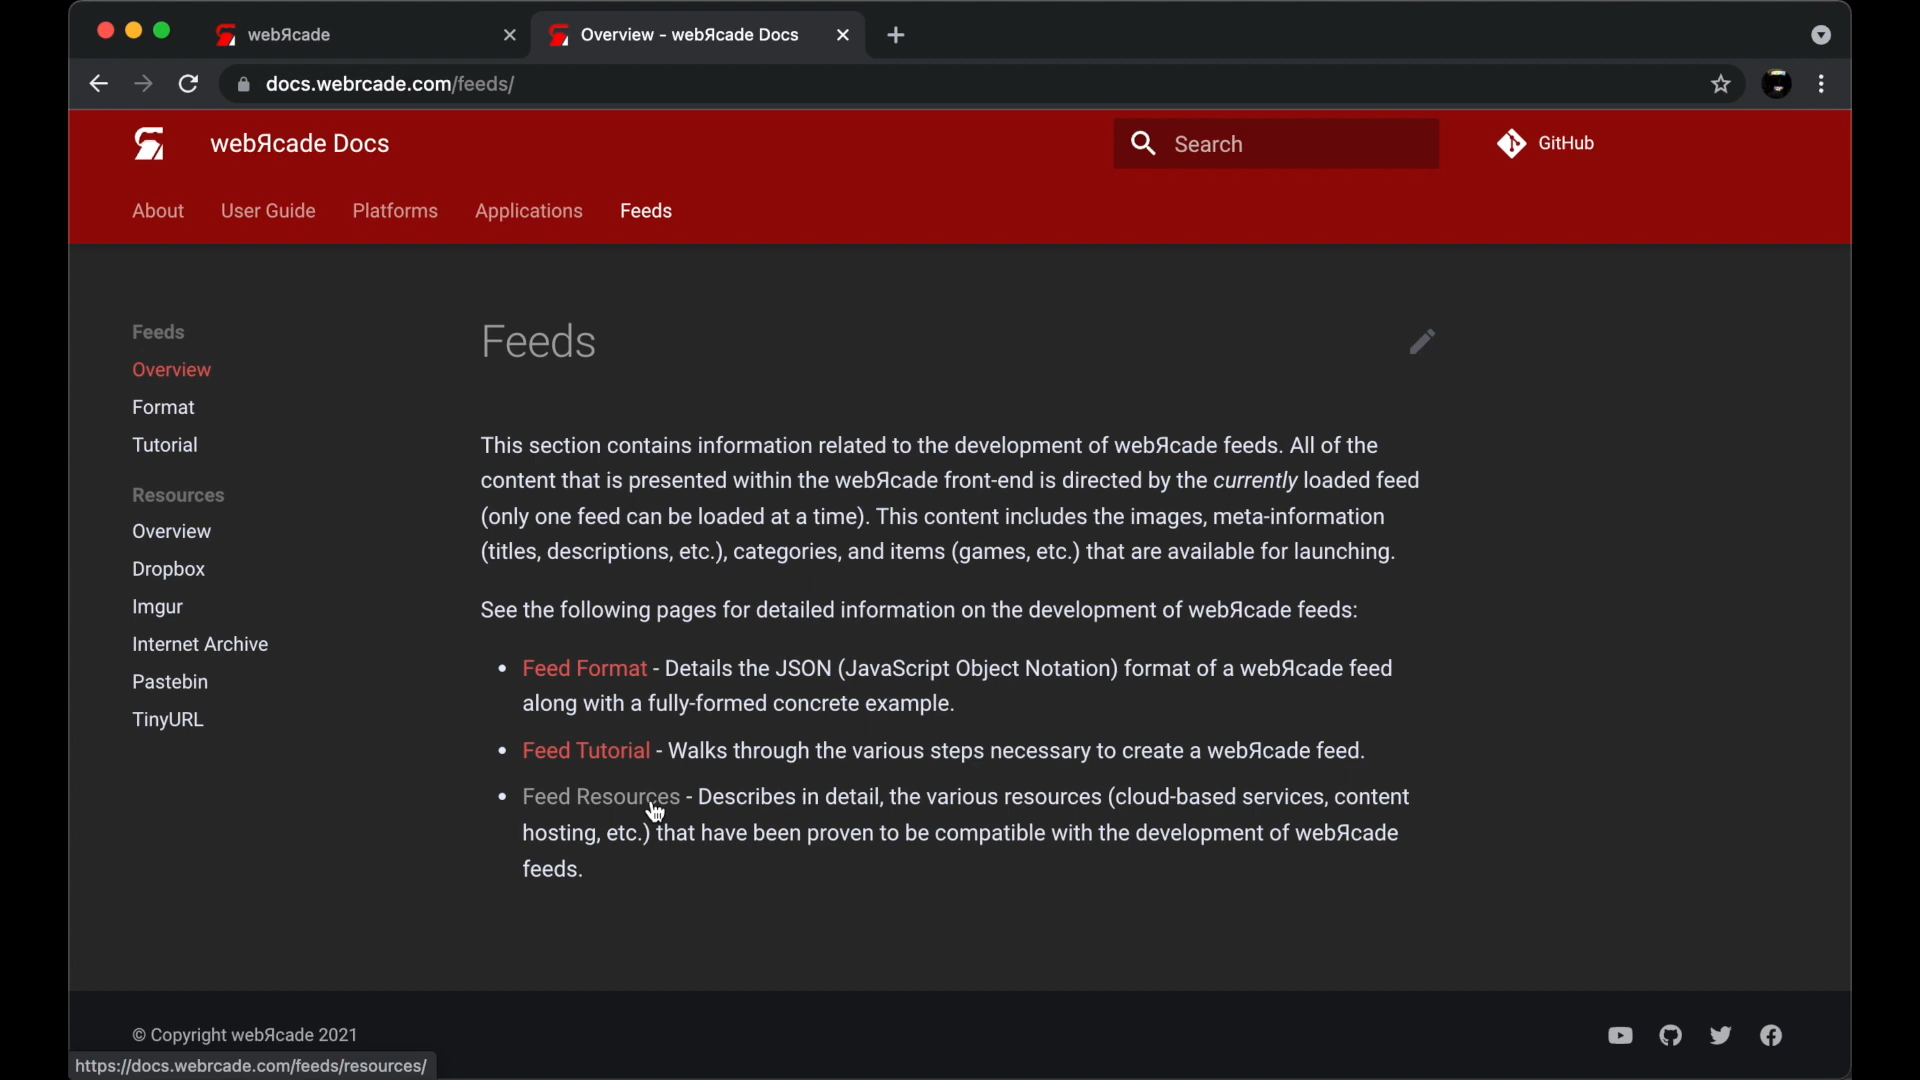 webЯcade
Overview - webЯcade Docs
docs.webrcade.com/feeds/
webЯcade Docs
Search
GitHub
About
User Guide
Platforms
Applications
Feeds
Feeds
Overview
Format
Tutorial
Resources
Overview
Dropbox
Imgur
Internet Archive
Pastebin
TinyURL
Feeds
This section contains information related to the development of webЯcade feeds. All of the
content that is presented within the webЯcade front-end is directed by the currently loaded feed
(only one feed can be loaded at a time). This content includes the images, meta-information
(titles, descriptions, etc.), categories, and items (games, etc.) that are available for launching.
See the following pages for detailed information on the development of webЯcade feeds:
• Feed Format - Details the JSON (JavaScript Object Notation) format of a webЯcade feed
along with a fully-formed concrete example.
• Feed Tutorial - Walks through the various steps necessary to create a webЯcade feed.
• Feed Resources - Describes in detail, the various resources (cloud-based services, content
hosting, etc.) that have been proven to be compatible with the development of webЯcade
feeds.
© Copyright webЯcade 2021
https://docs.webrcade.com/feeds/resources/